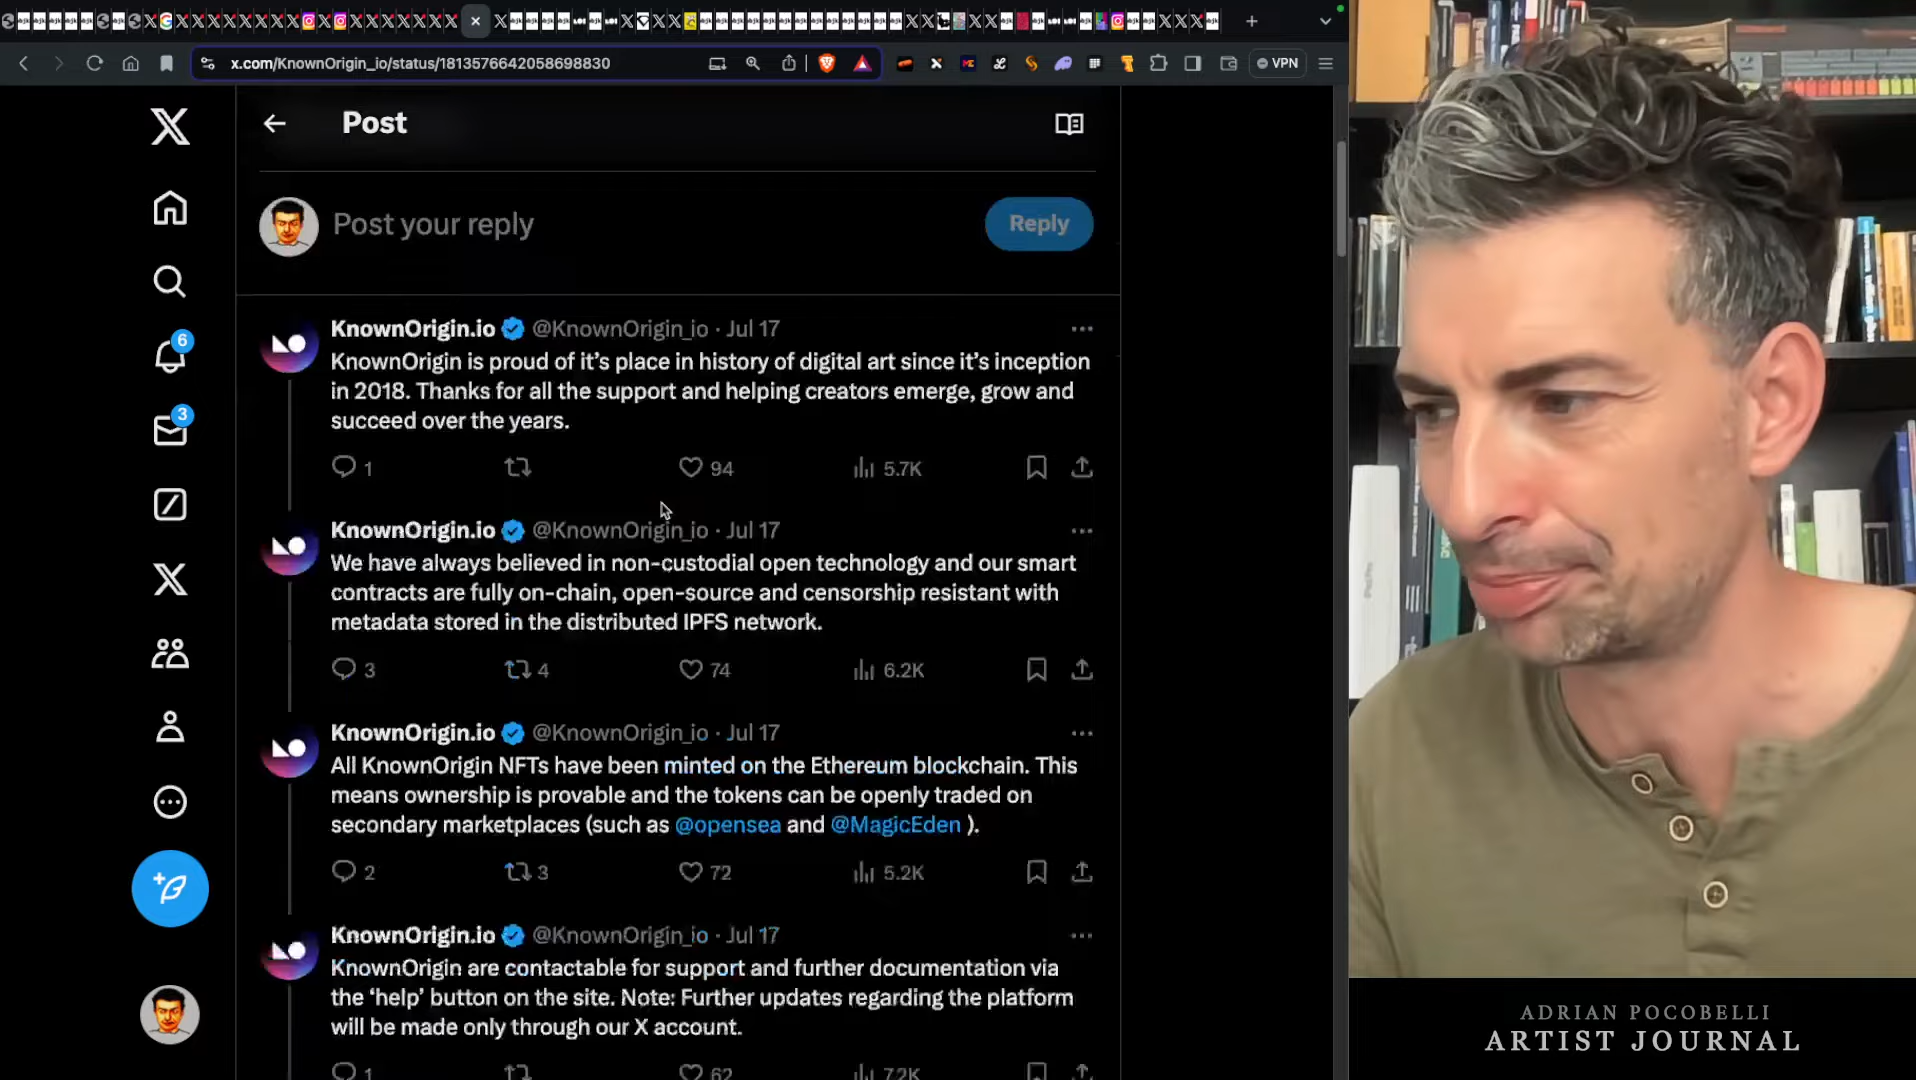 x.com/KnownOrigin_io/status/1813576642058698830
VPN
Post
Post your reply
Reply
6
3
KnownOrigin.io @KnownOrigin_io · Jul 17
KnownOrigin is proud of it's place in history of digital art since it's inception
in 2018. Thanks for all the support and helping creators emerge, grow and
succeed over the years.
1 94 5.7K
KnownOrigin.io @KnownOrigin_io · Jul 17
We have always believed in non-custodial open technology and our smart
contracts are fully on-chain, open-source and censorship resistant with
metadata stored in the distributed IPFS network.
3 4 74 6.2K
KnownOrigin.io @KnownOrigin_io · Jul 17
All KnownOrigin NFTs have been minted on the Ethereum blockchain. This
means ownership is provable and the tokens can be openly traded on
secondary marketplaces (such as @opensea and @MagicEden ).
2 3 72 5.2K
KnownOrigin.io @KnownOrigin_io · Jul 17
KnownOrigin are contactable for support and further documentation via
the ‘help’ button on the site. Note: Further updates regarding the platform
will be made only through our X account.
1 62 7.2K
ADRIAN POCOBELLI
ARTIST JOURNAL